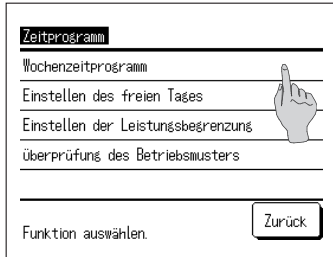 Zeitprogramm
Wochenzeitprogramm
Einstellen des freien Tages
Einstellen der Leistungsbegrenzung
überprüfung des Betriebsmusters
Zurück
Funktion auswählen.